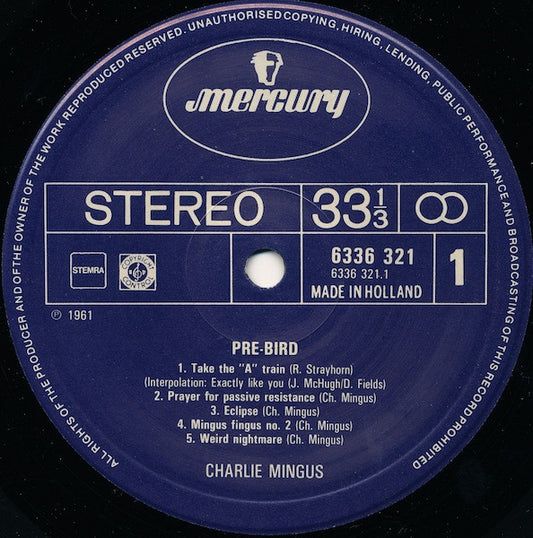 ALL RIGHTS OF THE PRODUCER AND OF THE OWNER OF THE WORK REPRODUCED RESERVED. UNAUTHORISED COPYING, HIRING, LENDING, PUBLIC PERFORMANCE AND BROADCASTING OF THIS RECORD PROHIBITED
mercury
STEREO 33 1/3
6336 321
6336 321.1
MADE IN HOLLAND
1
STEMRA
COPYRIGHT CONTROL
℗ 1961
PRE-BIRD
1. Take the "A" train (R. Strayhorn)
(Interpolation: Exactly like you (J. McHugh/D. Fields)
2. Prayer for passive resistance (Ch. Mingus)
3. Eclipse (Ch. Mingus)
4. Mingus fingus no. 2 (Ch. Mingus)
5. Weird nightmare (Ch. Mingus)
CHARLIE MINGUS